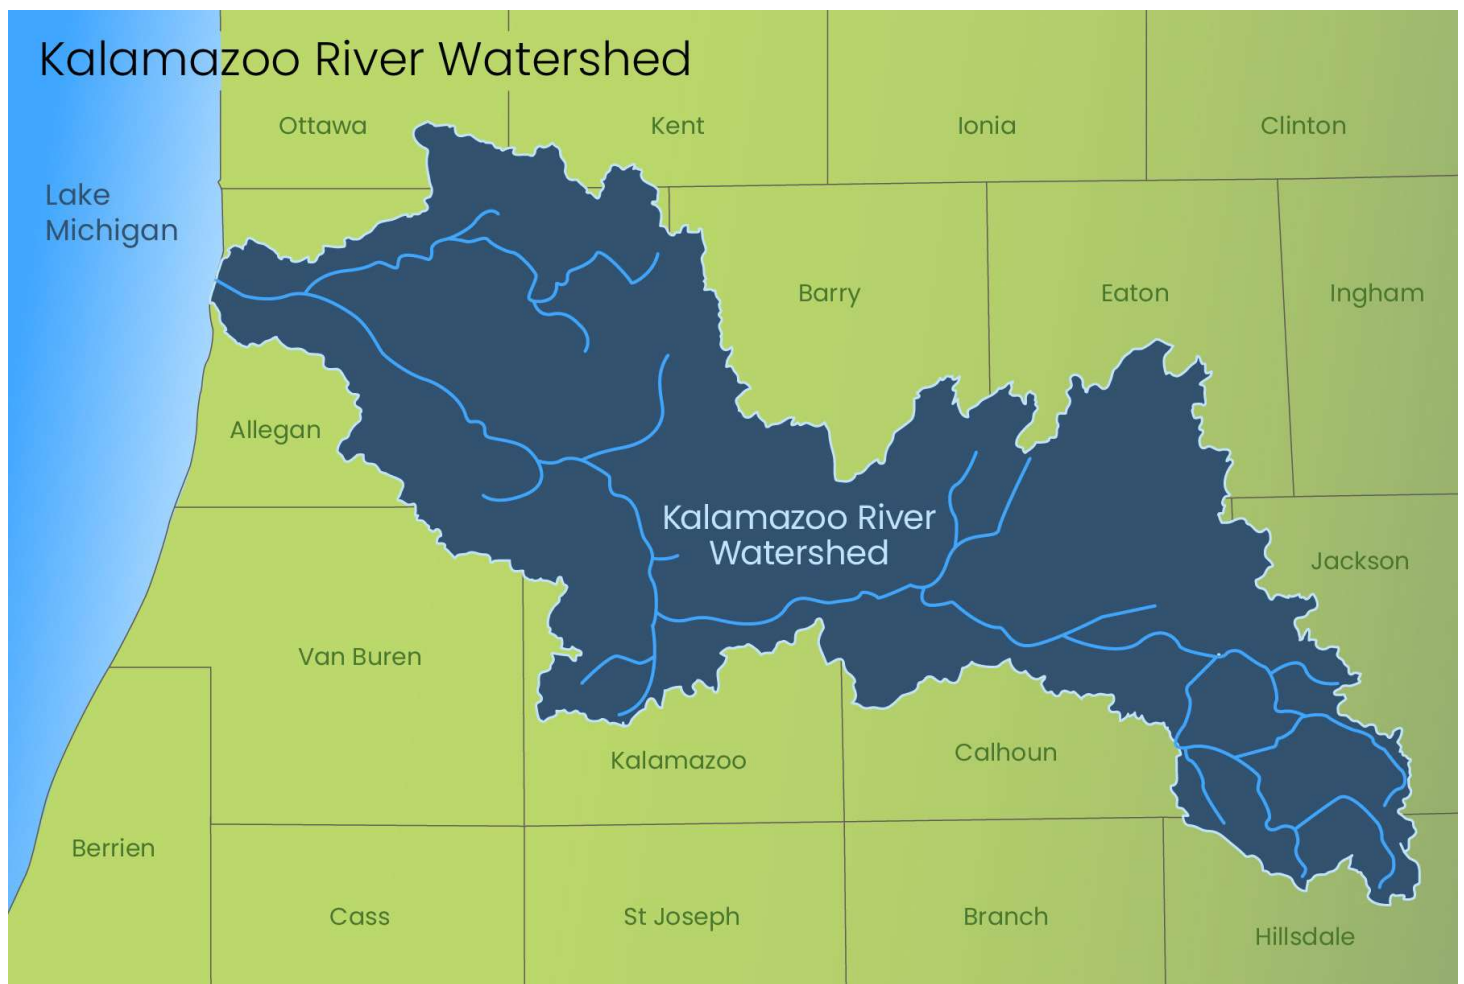 Kalamazoo River Watershed
Ottawa
Kent
Ionia
Clinton
Lake
Michigan
Barry
Eaton
Ingham
Allegan
Kalamazoo River
Watershed
Jackson
Van Buren
Kalamazoo
Calhoun
Berrien
Cass
St Joseph
Branch
Hillsdale